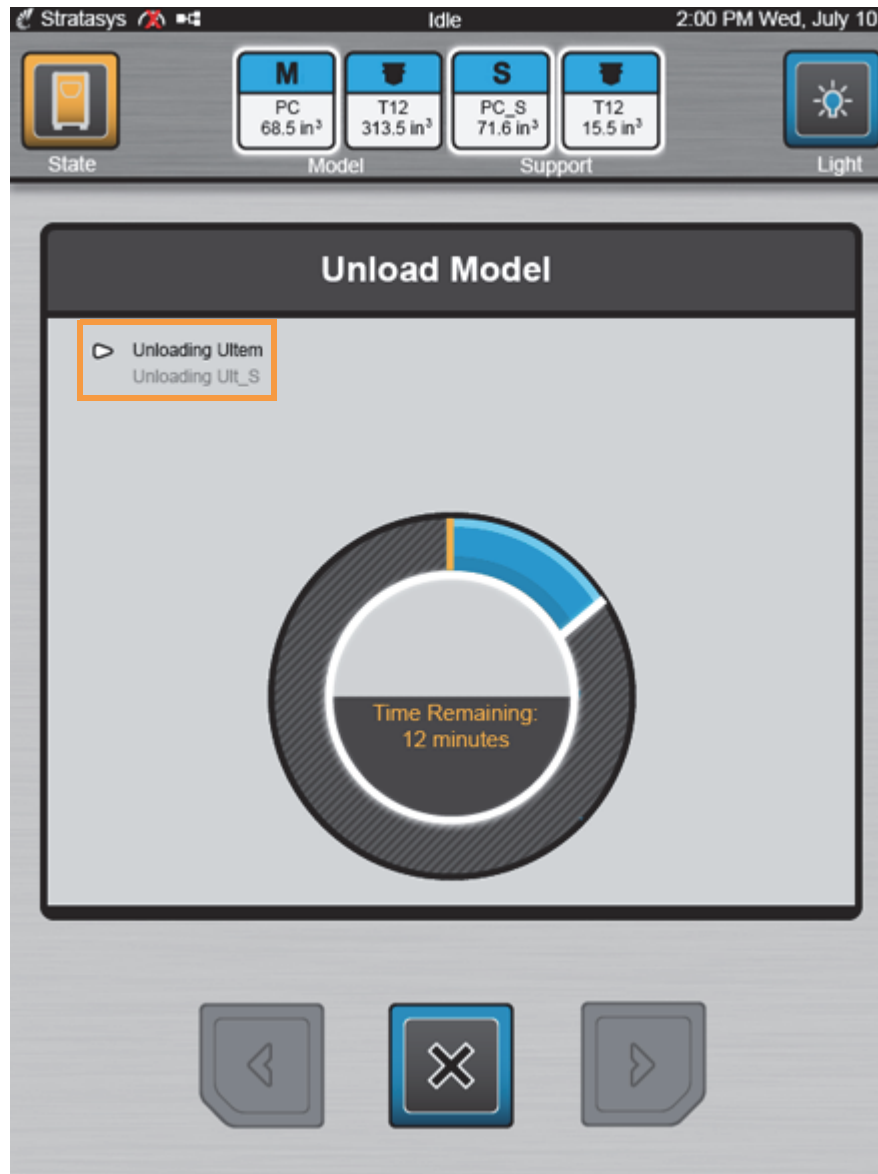 Stratasys Idle 2:00 PM Wed, July 10
M S
PC T12 PC_S T12
68.5 in³ 313.5 in³ 71.6 in³ 15.5 in³
State Model Support Light
Unload Model
Unloading Ultem
Unloading Ult_S
Time Remaining:
12 minutes